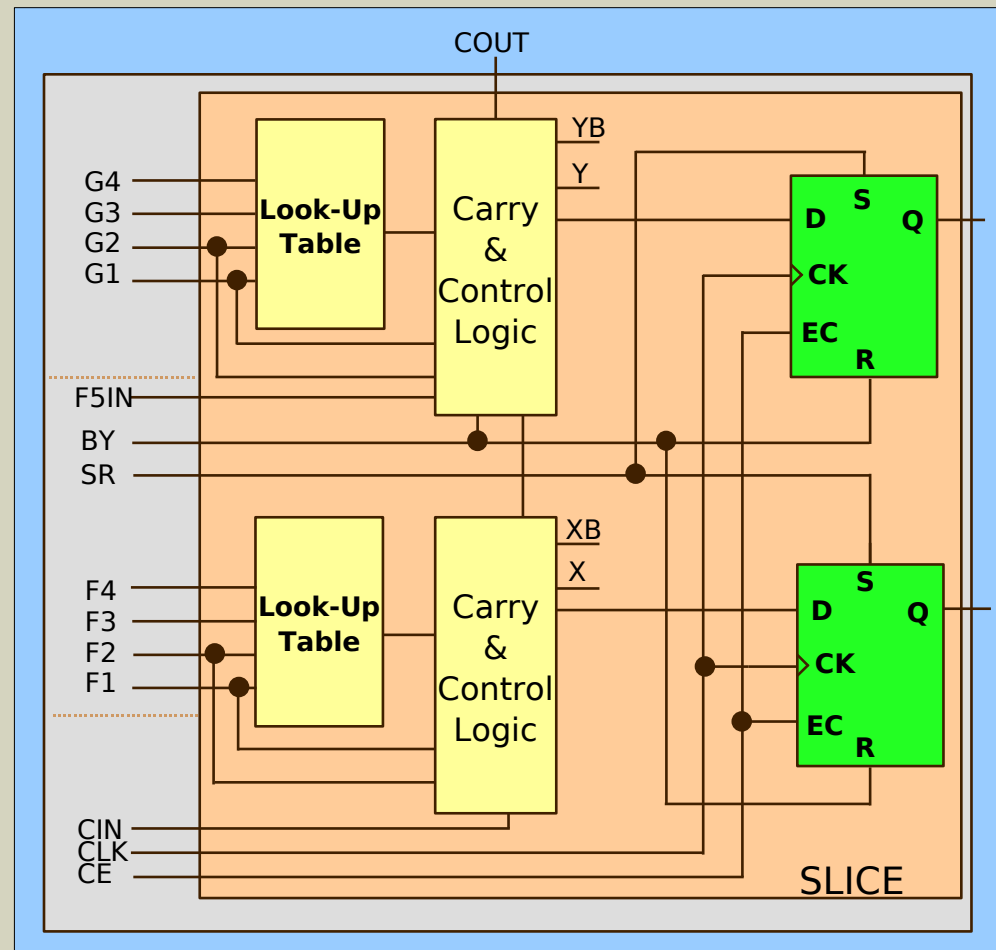 COUT
G4
G3
G2
G1
Look-Up
Table
Carry
&
Control
Logic
YB
Y
S
D
Q
CK
EC
R
F5IN
BY
SR
F4
F3
F2
F1
Look-Up
Table
Carry
&
Control
Logic
XB
X
S
D
Q
CK
EC
R
CIN
CLK
CE
SLICE